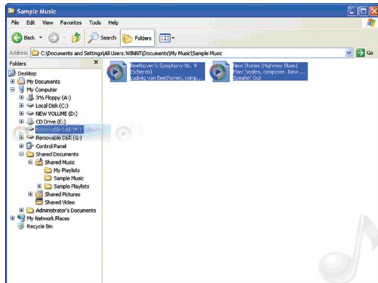 Sample Music
File Edit View Favorites Tools Help
Back Search Folders
Address C:\Documents and Settings\All Users.WINNT\Documents\My Music\Sample Music Go
Folders
Desktop
My Documents
My Computer
3½ Floppy (A:)
Local Disk (C:)
NEW VOLUME (D:)
CD Drive (E:)
Removable Disk (F:)
Removable Disk (G:)
Control Panel
Shared Documents
Shared Music
My Playlists
Sample Music
Sample Playlists
Shared Pictures
Shared Video
Administrator's Documents
My Network Places
Recycle Bin
Beethoven's Symphony No. 9
(Scherzo)
Ludwig van Beethoven, comp...
New Stories (Highway Blues)
Marc Seales, composer. New ...
Speakin' Out